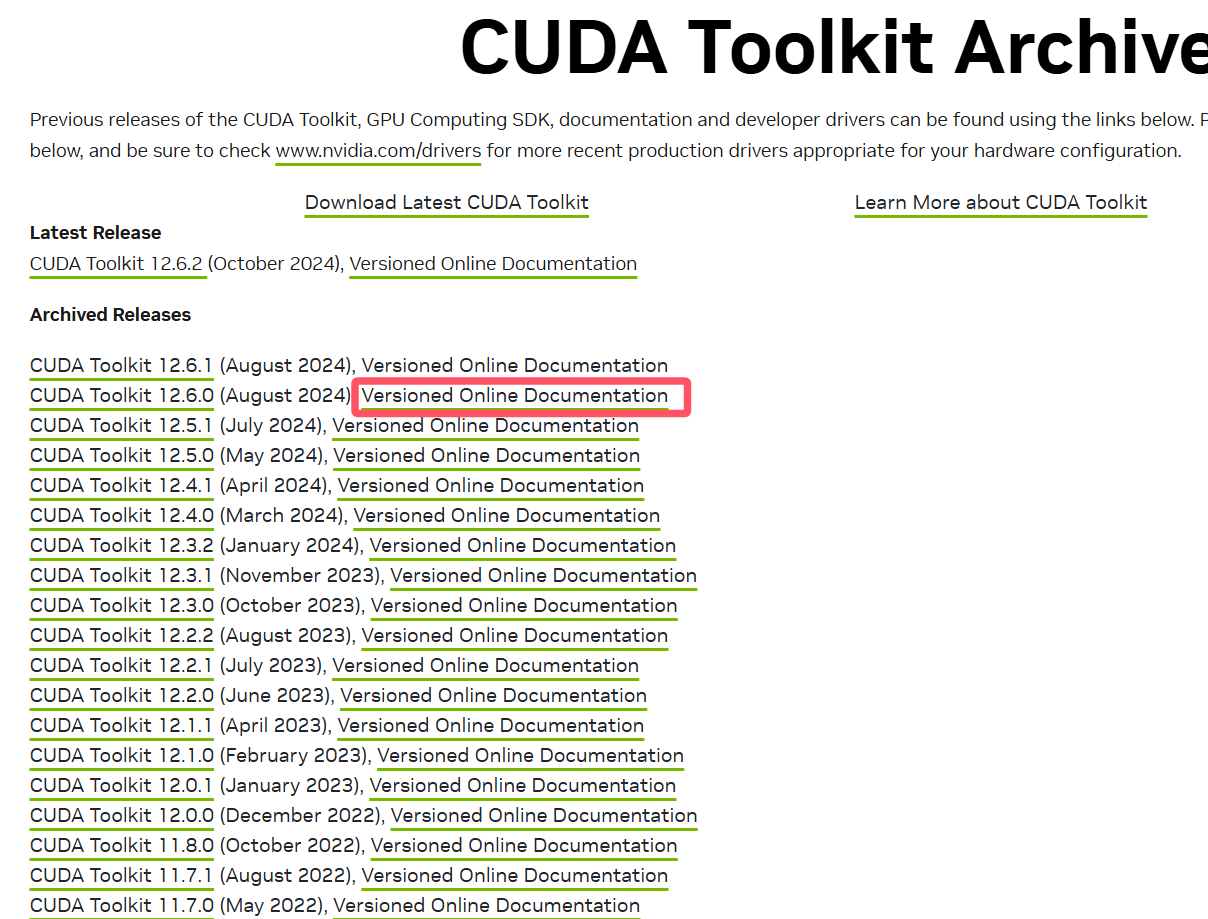 CUDA Toolkit Archive
Previous releases of the CUDA Toolkit, GPU Computing SDK, documentation and developer drivers can be found using the links below. P
below, and be sure to check www.nvidia.com/drivers for more recent production drivers appropriate for your hardware configuration.
Download Latest CUDA Toolkit Learn More about CUDA Toolkit
Latest Release
CUDA Toolkit 12.6.2 (October 2024), Versioned Online Documentation
Archived Releases
CUDA Toolkit 12.6.1 (August 2024), Versioned Online Documentation
CUDA Toolkit 12.6.0 (August 2024) Versioned Online Documentation
CUDA Toolkit 12.5.1 (July 2024), Versioned Online Documentation
CUDA Toolkit 12.5.0 (May 2024), Versioned Online Documentation
CUDA Toolkit 12.4.1 (April 2024), Versioned Online Documentation
CUDA Toolkit 12.4.0 (March 2024), Versioned Online Documentation
CUDA Toolkit 12.3.2 (January 2024), Versioned Online Documentation
CUDA Toolkit 12.3.1 (November 2023), Versioned Online Documentation
CUDA Toolkit 12.3.0 (October 2023), Versioned Online Documentation
CUDA Toolkit 12.2.2 (August 2023), Versioned Online Documentation
CUDA Toolkit 12.2.1 (July 2023), Versioned Online Documentation
CUDA Toolkit 12.2.0 (June 2023), Versioned Online Documentation
CUDA Toolkit 12.1.1 (April 2023), Versioned Online Documentation
CUDA Toolkit 12.1.0 (February 2023), Versioned Online Documentation
CUDA Toolkit 12.0.1 (January 2023), Versioned Online Documentation
CUDA Toolkit 12.0.0 (December 2022), Versioned Online Documentation
CUDA Toolkit 11.8.0 (October 2022), Versioned Online Documentation
CUDA Toolkit 11.7.1 (August 2022), Versioned Online Documentation
CUDA Toolkit 11.7.0 (May 2022), Versioned Online Documentation